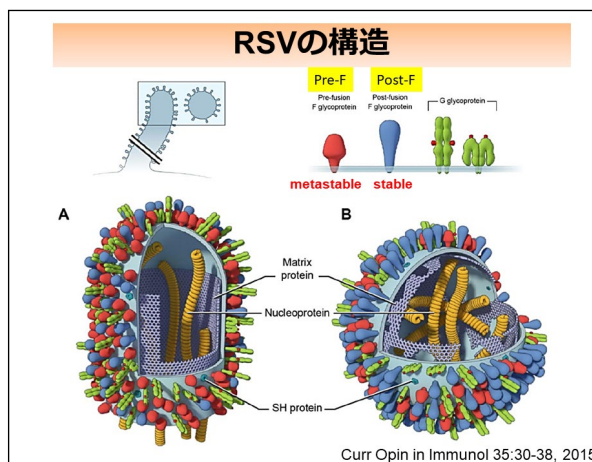 RSVの構造
Pre-F
Post-F
Pre-fusion
F glycoprotein
Post-fusion
F glycoprotein
G glycoprotein
metastable
stable
A
B
Matrix
protein
Nucleoprotein
SH protein
Curr Opin in Immunol 35:30-38, 2015